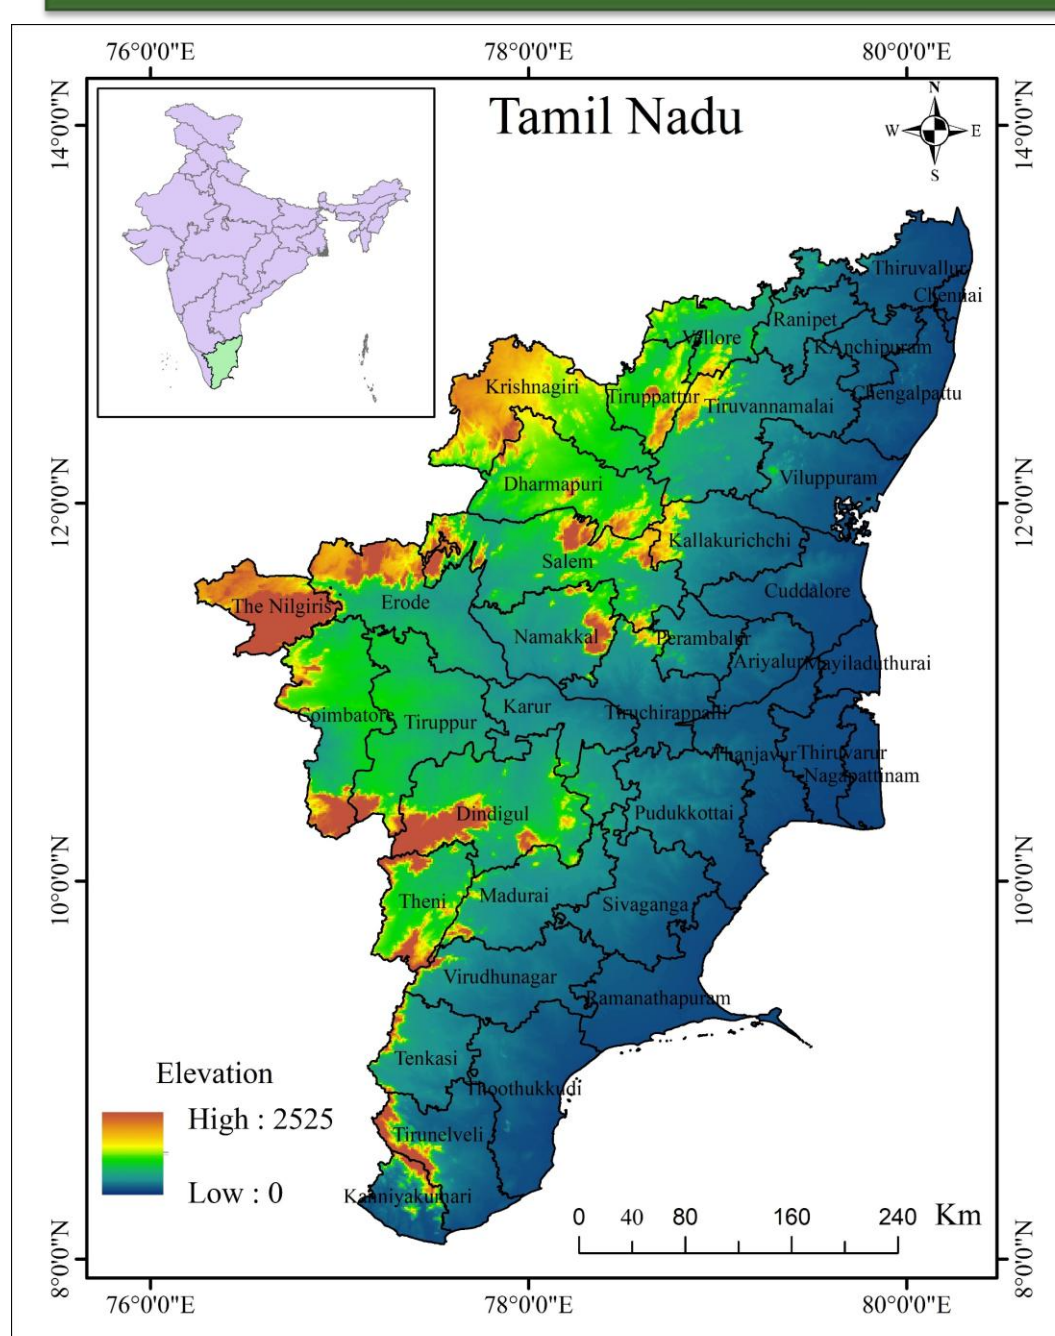 76°0'0"E 78°0'0"E 80°0'0"E
14°0'0"N
12°0'0"N
10°0'0"N
8°0'0"N
Tamil Nadu
N
W E
S
Thiruvallur
Chennai
Ranipet
Vellore
KAnchipuram
Krishnagiri
Tiruppattur
Chengalpattu
Tiruvannamalai
Viluppuram
Dharmapuri
Kallakurichchi
Salem
Cuddalore
Erode
The Nilgiris
Namakkal
Perambalur
Ariyalur
Mayiladuthurai
Karur
Tiruchirappalli
Coimbatore
Tiruppur
Thanjavur
Thiruvarur
Nagapattinam
Dindigul
Pudukkottai
Theni
Madurai
Sivaganga
Virudhunagar
Ramanathapuram
Tenkasi
Thoothukkudi
Tirunelveli
Kanniyakumari
Elevation
High : 2525
Low : 0
0 40 80 160 240 Km
14°0'0"N
12°0'0"N
10°0'0"N
8°0'0"N
76°0'0"E 78°0'0"E 80°0'0"E